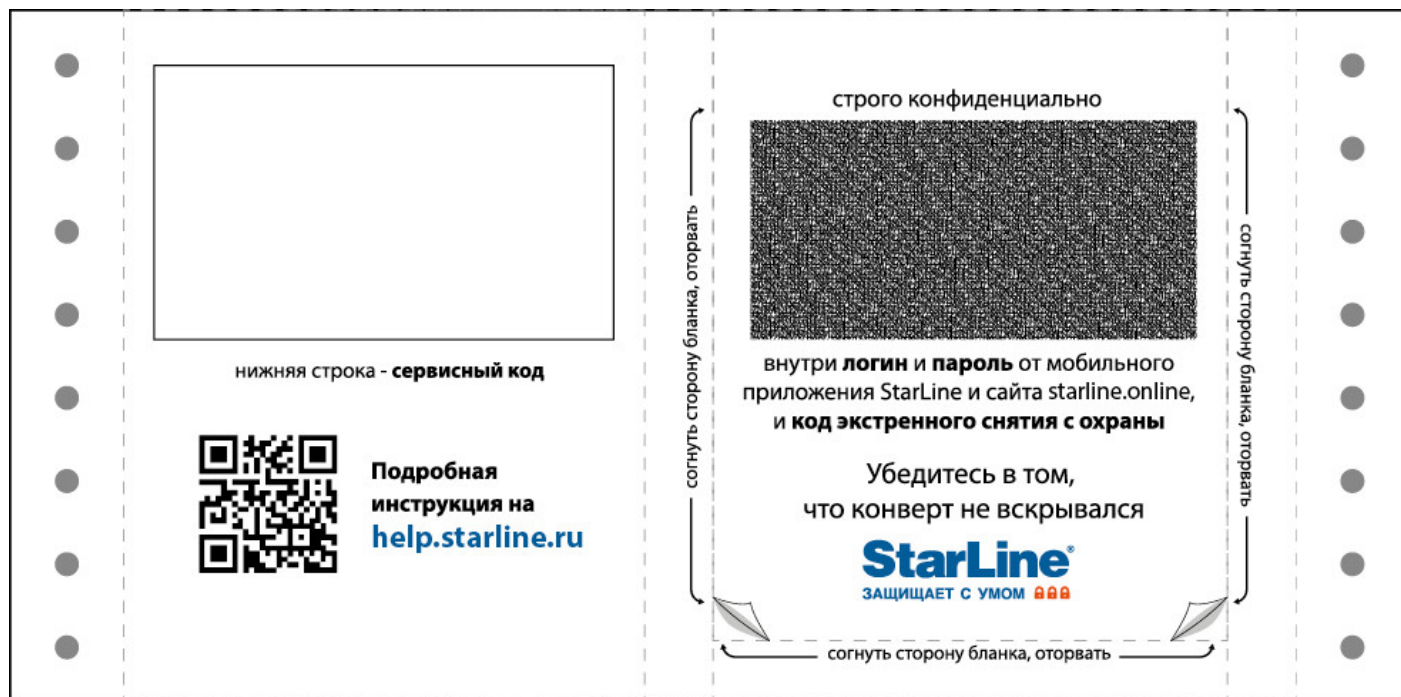 нижняя строка - сервисный код
Подробная
инструкция на
help.starline.ru
согнуть сторону бланка, оторвать
строго конфиденциально
внутри логин и пароль от мобильного
приложения StarLine и сайта starline.online,
и код экстренного снятия с охраны
Убедитесь в том,
что конверт не вскрывался
StarLine®
ЗАЩИЩАЕТ С УМОМ
согнуть сторону бланка, оторвать
согнуть сторону бланка, оторвать